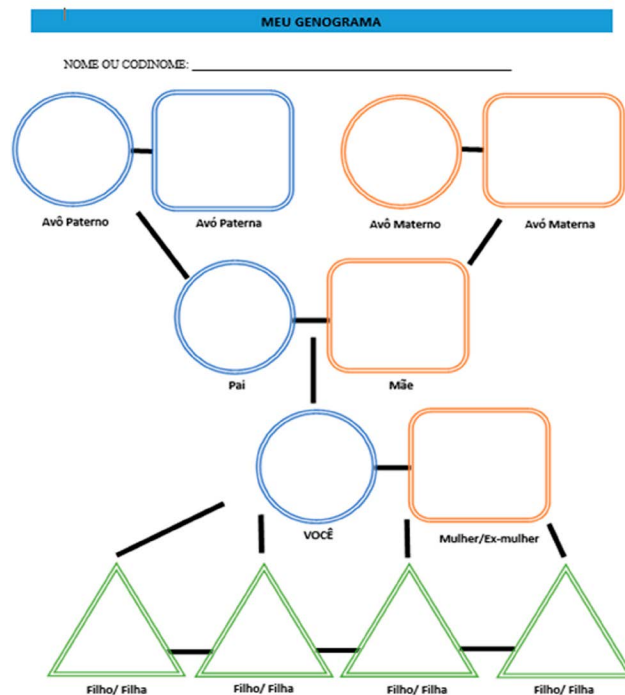 MEU GENOGRAMA
NOME OU CODINOME:
Avô Paterno Avó Paterna Avô Materno Avó Materna
Pai Mãe
VOCÊ Mulher/Ex-mulher
Filho/ Filha Filho/ Filha Filho/ Filha Filho/ Filha